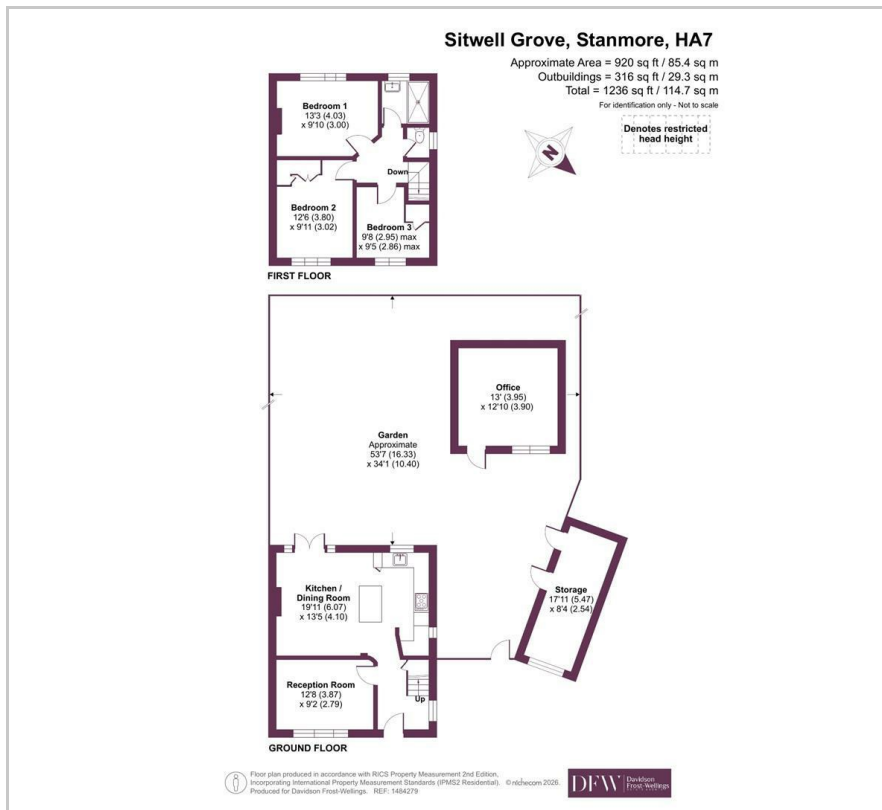 Sitwell Grove, Stanmore, HA7
Approximate Area = 920 sq ft / 85.4 sq m
Outbuildings = 316 sq ft / 29.3 sq m
Total = 1236 sq ft / 114.7 sq m
For identification only - Not to scale
Denotes restricted
head height
N
Bedroom 1
13'3 (4.03)
x 9'10 (3.00)
Down
Bedroom 2
12'6 (3.80)
x 9'11 (3.02)
Bedroom 3
9'8 (2.95) max
x 9'5 (2.86) max
FIRST FLOOR
Office
13' (3.95)
x 12'10 (3.90)
Garden
Approximate
53'7 (16.33)
x 34'1 (10.40)
Kitchen /
Dining Room
19'11 (6.07)
x 13'5 (4.10)
Storage
17'11 (5.47)
x 8'4 (2.54)
Reception Room
12'8 (3.87)
x 9'2 (2.79)
Up
GROUND FLOOR
Floor plan produced in accordance with RICS Property Measurement 2nd Edition,
Incorporating International Property Measurement Standards (IPMS2 Residential). © nichecom 2026.
Produced for Davidson Frost-Wellings. REF: 1484279
DFW
Davidson
Frost-Wellings